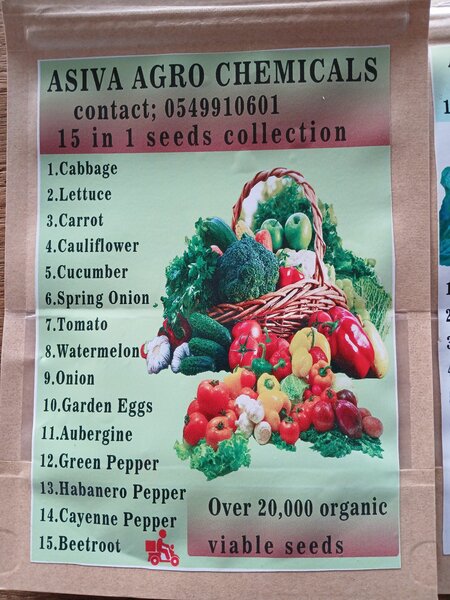 ASIVA AGRO CHEMICALS
contact; 0549910601
15 in 1 seeds collection
1.Cabbage
2.Lettuce
3.Carrot
4.Cauliflower
5.Cucumber
6.Spring Onion
7.Tomato
8.Watermelon
9.Onion
10.Garden Eggs
11.Aubergine
12.Green Pepper
13.Habanero Pepper
14.Cayenne Pepper
15.Beetroot
Over 20,000 organic
viable seeds